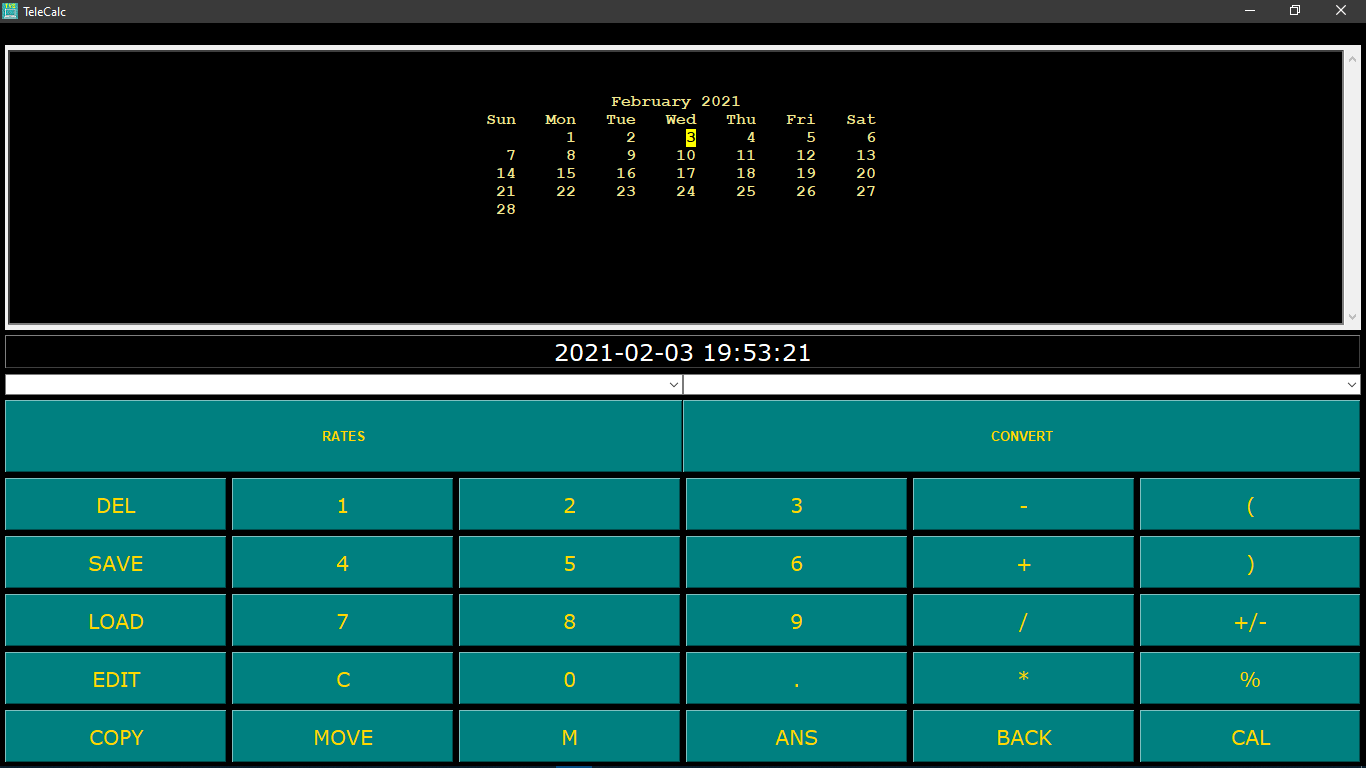 TeleCalc
February 2021
Sun Mon Tue Wed Thu Fri Sat
1 2 3 4 5 6
7 8 9 10 11 12 13
14 15 16 17 18 19 20
21 22 23 24 25 26 27
28
2021-02-03 19:53:21
RATES CONVERT
DEL 1 2 3 - (
SAVE 4 5 6 + )
LOAD 7 8 9 / +/-
EDIT C 0 . * %
COPY MOVE M ANS BACK CAL